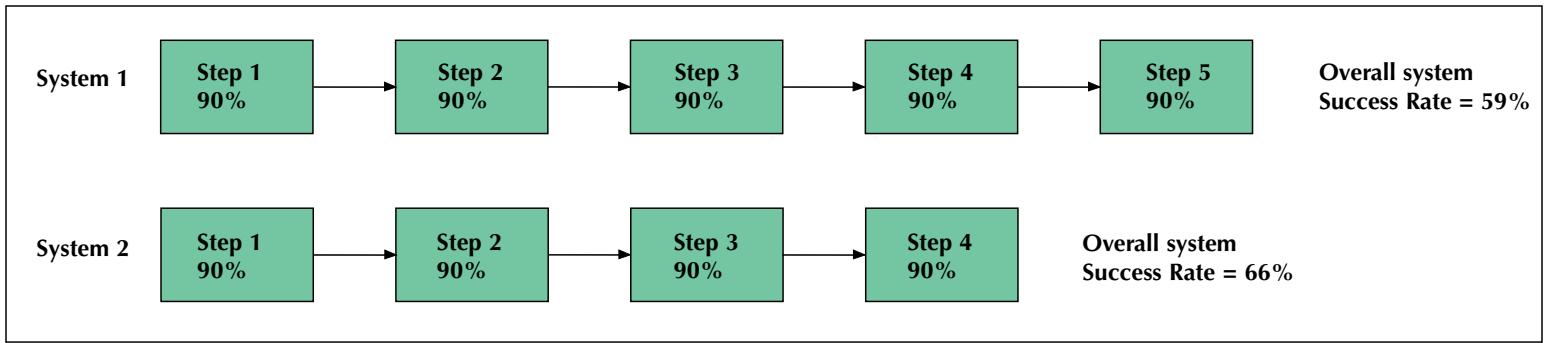 System 1
Step 1
90%
Step 2
90%
Step 3
90%
Step 4
90%
Step 5
90%
Overall system
Success Rate = 59%
System 2
Step 1
90%
Step 2
90%
Step 3
90%
Step 4
90%
Overall system
Success Rate = 66%